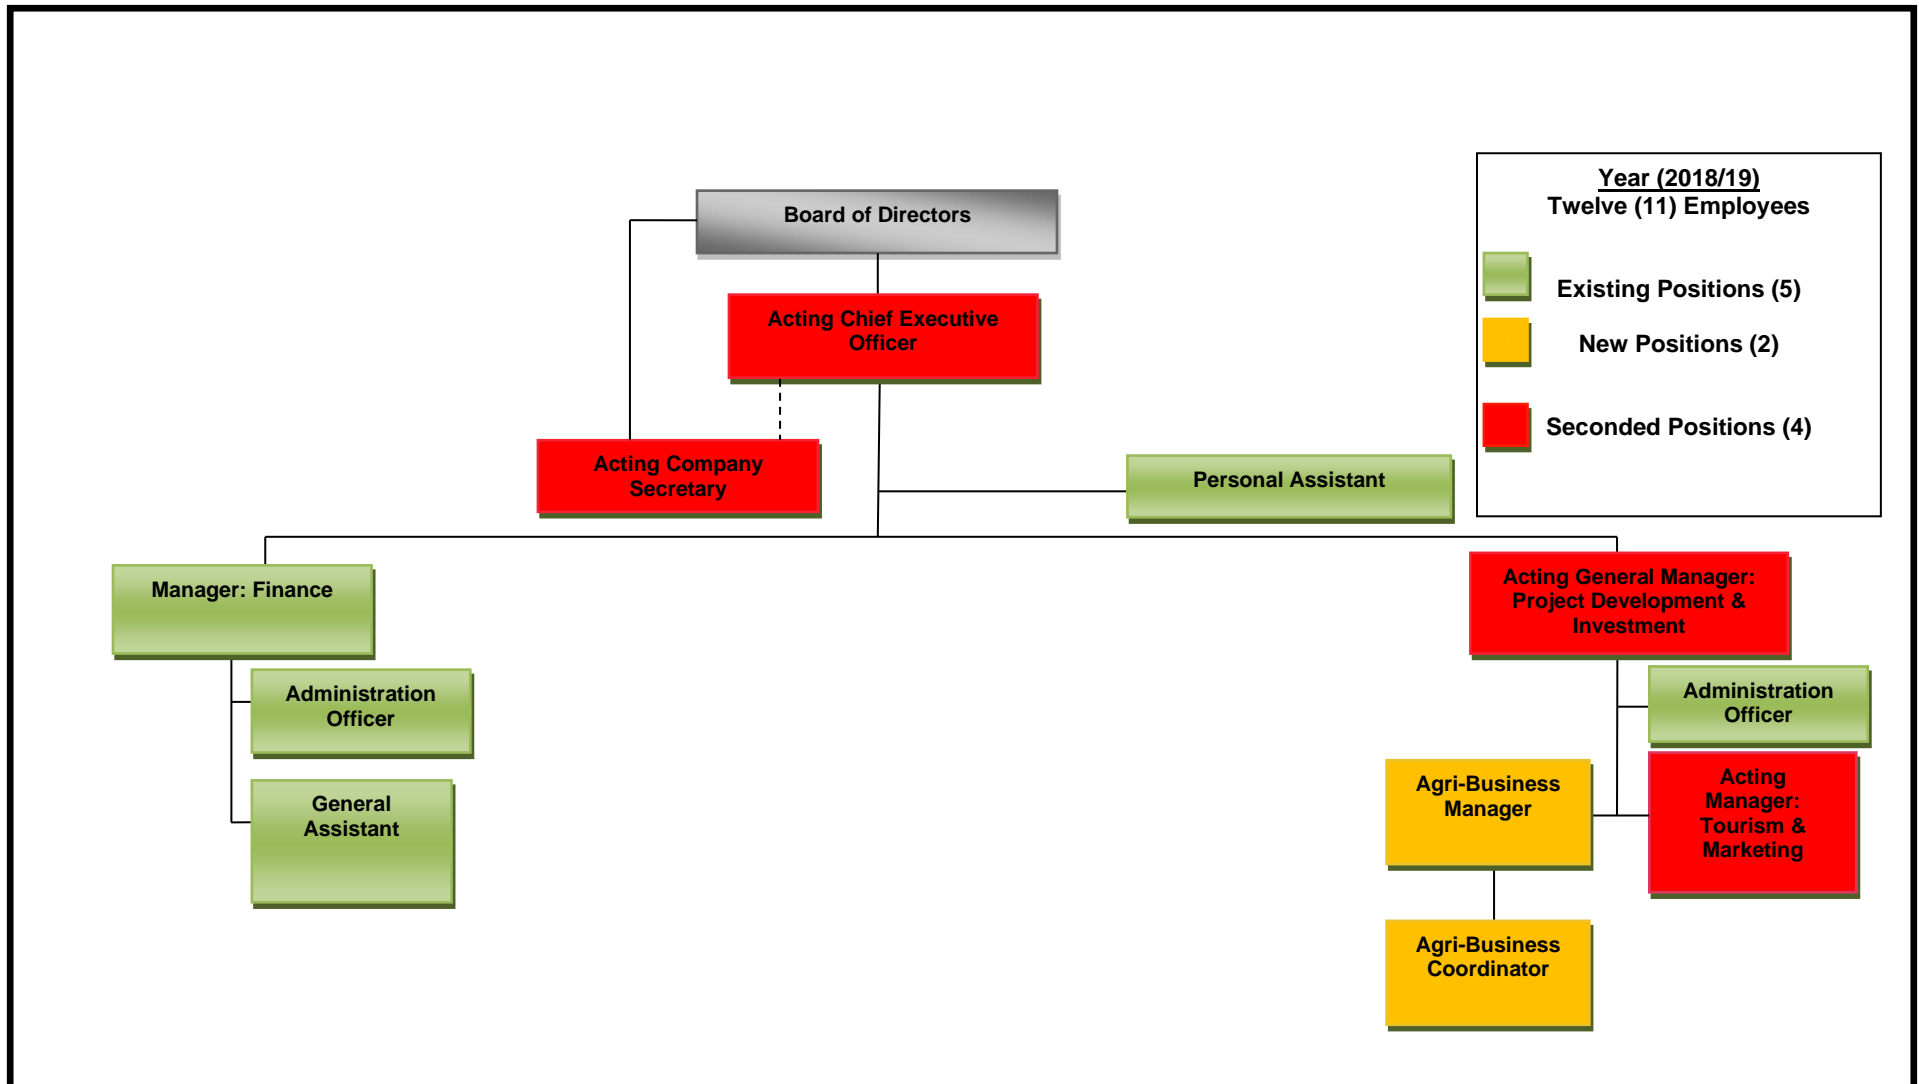 Year (2018/19)
Twelve (11) Employees
Existing Positions (5)
New Positions (2)
Seconded Positions (4)
Board of Directors
Acting Chief Executive
Officer
Acting Company
Secretary
Personal Assistant
Manager: Finance
Administration
Officer
General
Assistant
Acting General Manager:
Project Development &
Investment
Administration
Officer
Agri-Business
Manager
Acting
Manager:
Tourism &
Marketing
Agri-Business
Coordinator